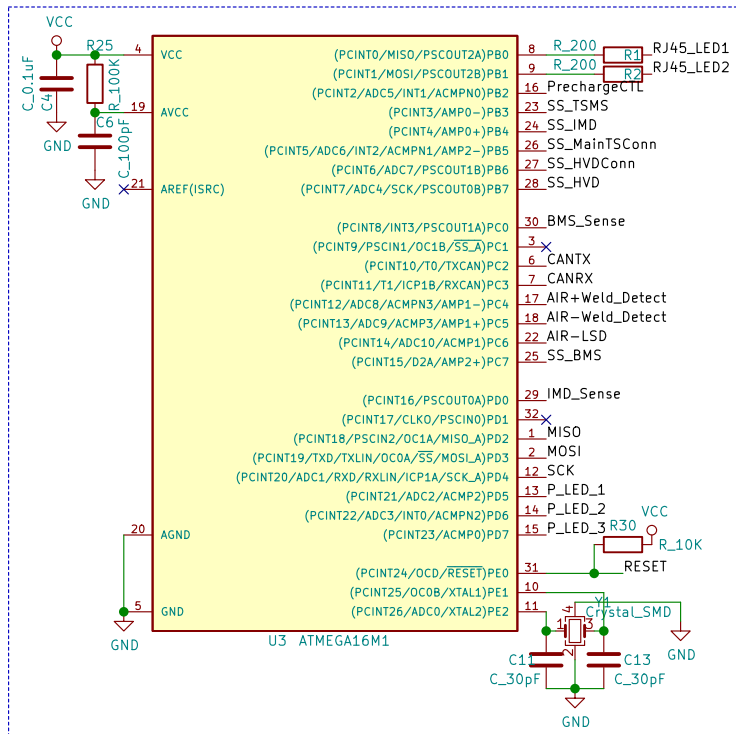 VCC
R25
R_100K
C_0.1uF
C4
GND
C6
C_100pF
GND
4 VCC
19 AVCC
21 AREF(ISRC)
20 AGND
5 GND
GND
(PCINT0/MISO/PSCOUT2A)PB0 8 R_200 R1 RJ45_LED1
(PCINT1/MOSI/PSCOUT2B)PB1 9 R_200 R2 RJ45_LED2
(PCINT2/ADC5/INT1/ACMPN0)PB2 16 PrechargeCTL
(PCINT3/AMP0-)PB3 23 SS_TSMS
(PCINT4/AMP0+)PB4 24 SS_IMD
(PCINT5/ADC6/INT2/ACMPN1/AMP2-)PB5 26 SS_MainTSConn
(PCINT6/ADC7/PSCOUT1B)PB6 27 SS_HVDConn
(PCINT7/ADC4/SCK/PSCOUT0B)PB7 28 SS_HVD
(PCINT8/INT3/PSCOUT1A)PC0 30 BMS_Sense
(PCINT9/PSCIN1/OC1B/SS_A)PC1 3
(PCINT10/T0/TXCAN)PC2 6 CANTX
(PCINT11/T1/ICP1B/RXCAN)PC3 7 CANRX
(PCINT12/ADC8/ACMPN3/AMP1-)PC4 17 AIR+Weld_Detect
(PCINT13/ADC9/ACMP3/AMP1+)PC5 18 AIR-Weld_Detect
(PCINT14/ADC10/ACMP1)PC6 22 AIR-LSD
(PCINT15/D2A/AMP2+)PC7 25 SS_BMS
(PCINT16/PSCOUT0A)PD0 29 IMD_Sense
(PCINT17/CLKO/PSCIN0)PD1 32
(PCINT18/PSCIN2/OC1A/MISO_A)PD2 1 MISO
(PCINT19/TXD/TXLIN/OC0A/SS/MOSI_A)PD3 2 MOSI
(PCINT20/ADC1/RXD/RXLIN/ICP1A/SCK_A)PD4 12 SCK
(PCINT21/ADC2/ACMP2)PD5 13 P_LED_1
(PCINT22/ADC3/INT0/ACMPN2)PD6 14 P_LED_2
(PCINT23/ACMP0)PD7 15 P_LED_3
(PCINT24/OCD/RESET)PE0 31 RESET
(PCINT25/OC0B/XTAL1)PE1 10
(PCINT26/ADC0/XTAL2)PE2 11
VCC
R30
R_10K
U3 ATMEGA16M1
Y1
Crystal_SMD
4
1 3
2
GND
C11
C_30pF
C13
C_30pF
GND